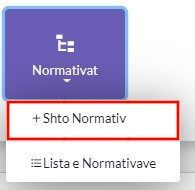 Normativat
+ Shto Normativ
Lista e Normativave